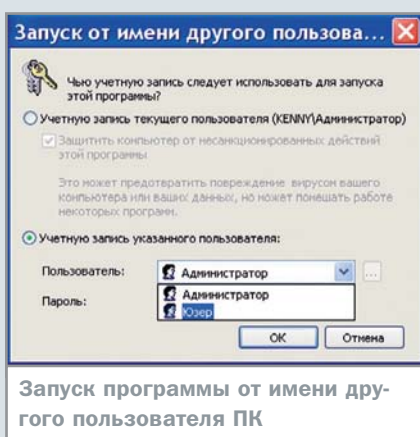 Запуск от имени другого пользова...
Чью учетную запись следует использовать для запуска
этой программы?
Учетную запись текущего пользователя (KENNY\Администратор)
Защитить компьютер от несанкционированных действий
этой программы
Это может предотвратить повреждение вирусом вашего
компьютера или ваших данных, но может помешать работе
некоторых программ.
Учетную запись указанного пользователя:
Пользователь: Администратор ...
Администратор
Пароль: Юзер
ОК Отмена
Запуск программы от имени дру-
гого пользователя ПК